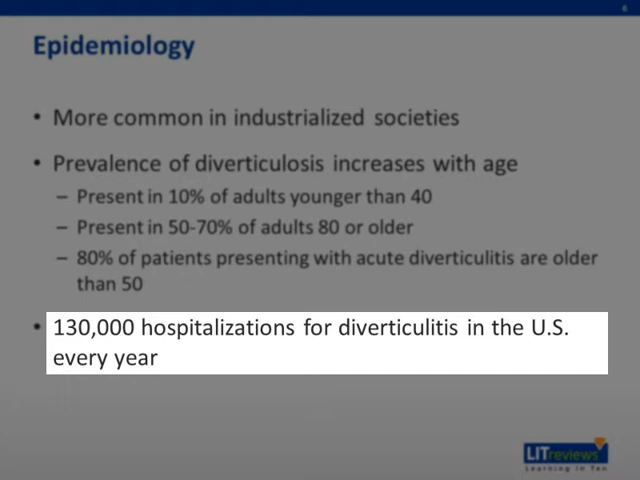 6
Epidemiology
• More common in industrialized societies
• Prevalence of diverticulosis increases with age
– Present in 10% of adults younger than 40
– Present in 50-70% of adults 80 or older
– 80% of patients presenting with acute diverticulitis are older
than 50
• 130,000 hospitalizations for diverticulitis in the U.S.
every year
LITreviews
Learning In Ten